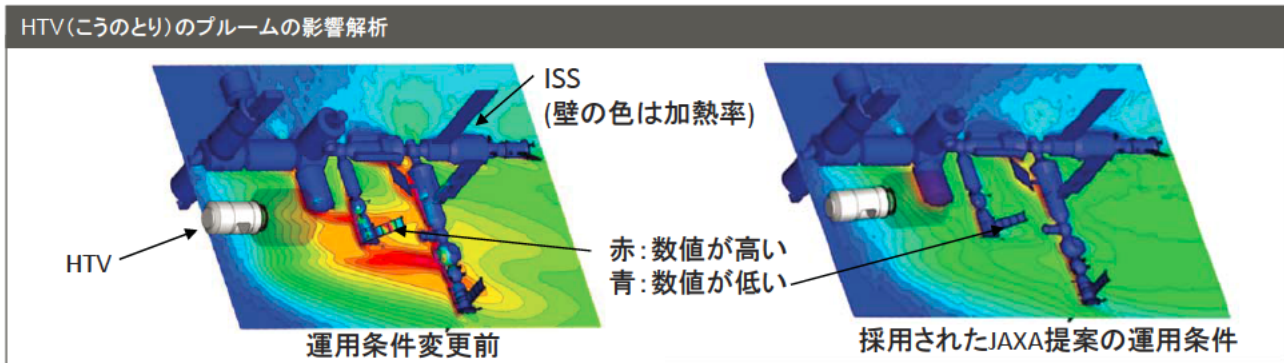 HTV(こうのとり)のプルームの影響解析
ISS
(壁の色は加熱率)
HTV
赤:数値が高い
青:数値が低い
運用条件変更前
採用されたJAXA提案の運用条件